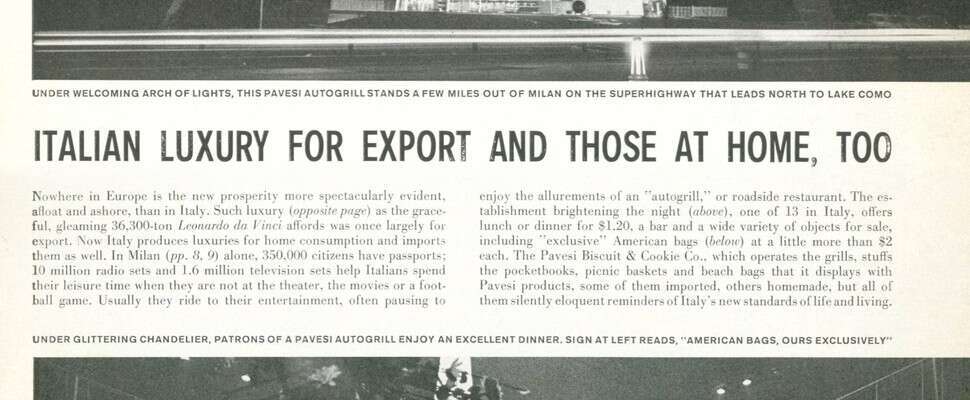 UNDER WELCOMING ARCH OF LIGHTS, THIS PAVESI AUTOGRILL STANDS A FEW MILES OUT OF MILAN ON THE SUPERHIGHWAY THAT LEADS NORTH TO LAKE COMO
ITALIAN LUXURY FOR EXPORT AND THOSE AT HOME, TOO
Nowhere in Europe is the new prosperity more spectacularly evident,
afloat and ashore, than in Italy. Such luxury (opposite page) as the grace-
ful, gleaming 36,300-ton Leonardo da Vinci affords was once largely for
export. Now Italy produces luxuries for home consumption and imports
them as well. In Milan (pp. 8, 9) alone, 350,000 citizens have passports;
10 million radio sets and 1.6 million television sets help Italians spend
their leisure time when they are not at the theater, the movies or a foot-
ball game. Usually they ride to their entertainment, often pausing to
enjoy the allurements of an "autogrill," or roadside restaurant. The es-
tablishment brightening the night (above), one of 13 in Italy, offers
lunch or dinner for $1.20, a bar and a wide variety of objects for sale,
including "exclusive" American bags (below) at a little more than $2
each. The Pavesi Biscuit & Cookie Co., which operates the grills, stuffs
the pocketbooks, picnic baskets and beach bags that it displays with
Pavesi products, some of them imported, others homemade, but all of
them silently eloquent reminders of Italy's new standards of life and living.
UNDER GLITTERING CHANDELIER, PATRONS OF A PAVESI AUTOGRILL ENJOY AN EXCELLENT DINNER. SIGN AT LEFT READS, "AMERICAN BAGS, OURS EXCLUSIVELY"